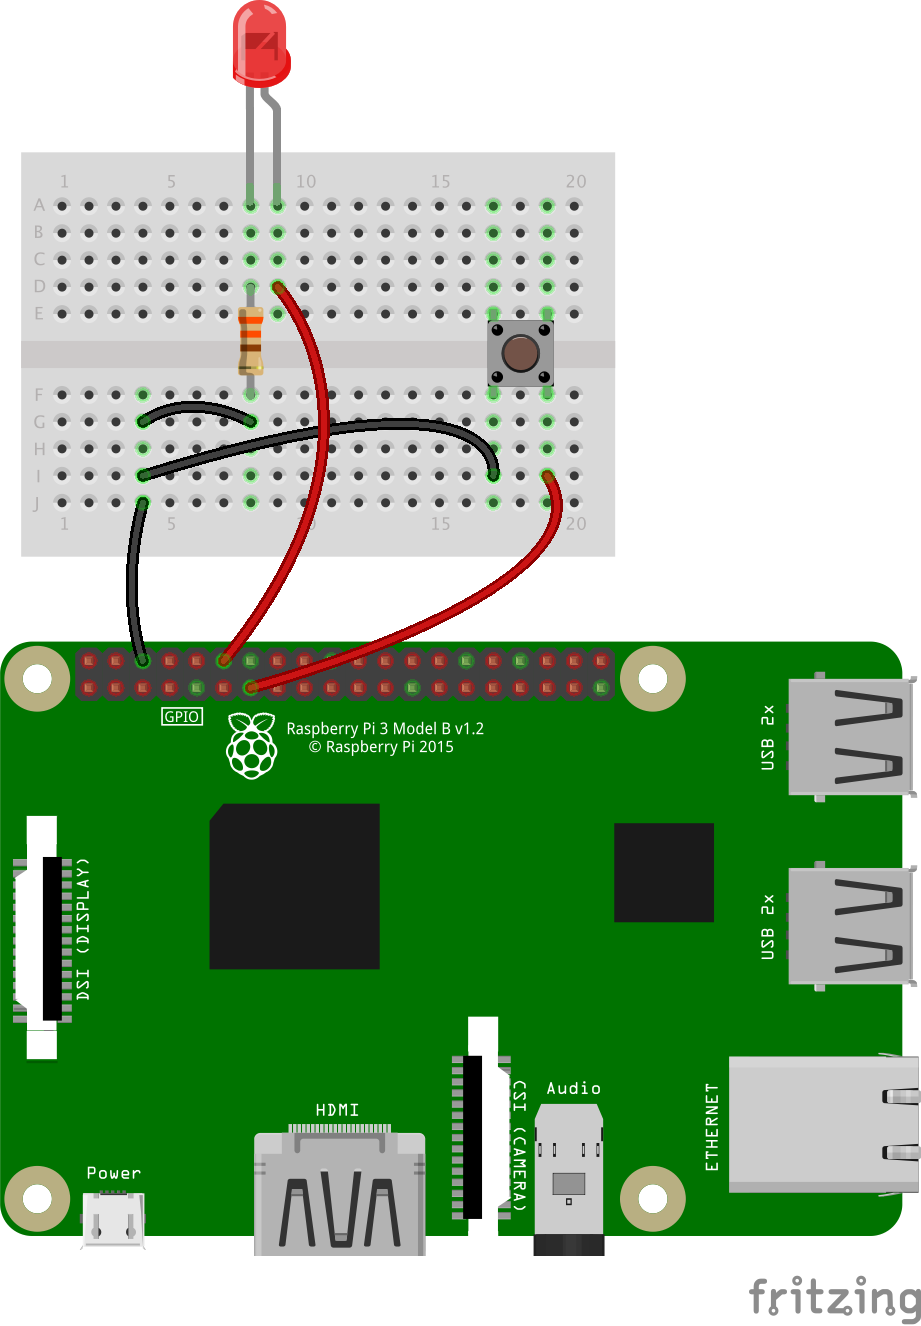 1 5 10 15 20
A
B
C
D
E
F
G
H
I
J
1 5 15 20
GPIO
Raspberry Pi 3 Model B v1.2
© Raspberry Pi 2015
USB 2x
DSI (DISPLAY)
USB 2x
CSI (CAMERA)
Audio
ETHERNET
HDMI
Power
fritzing